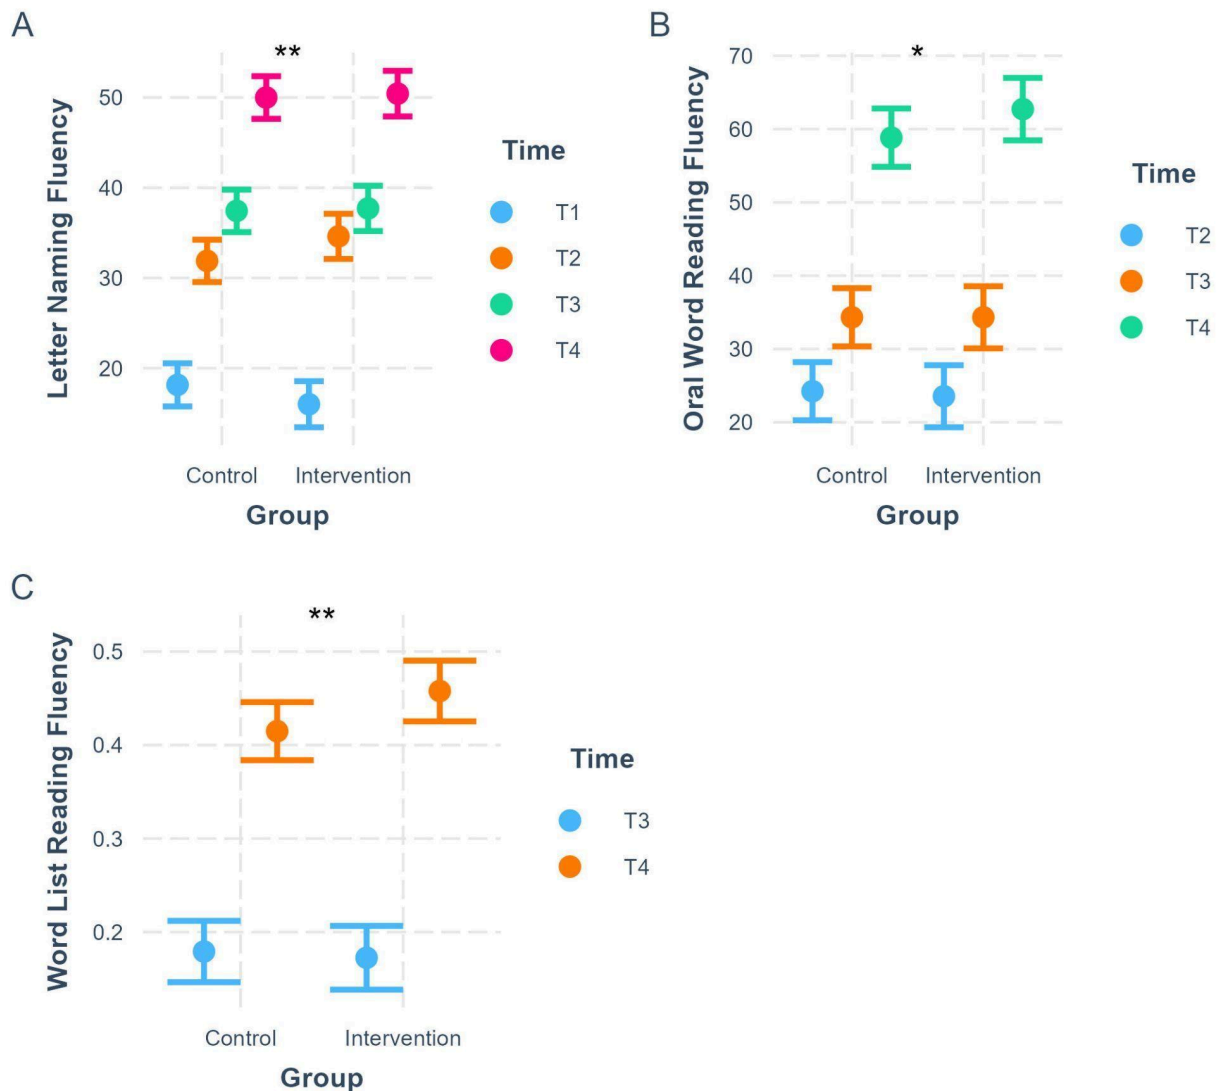 A
**
Letter Naming Fluency
50
40
30
20
Control
Intervention
Group
Time
T1
T2
T3
T4
B
*
Oral Word Reading Fluency
70
60
50
40
30
20
Control
Intervention
Group
Time
T2
T3
T4
C
**
Word List Reading Fluency
0.5
0.4
0.3
0.2
Control
Intervention
Group
Time
T3
T4